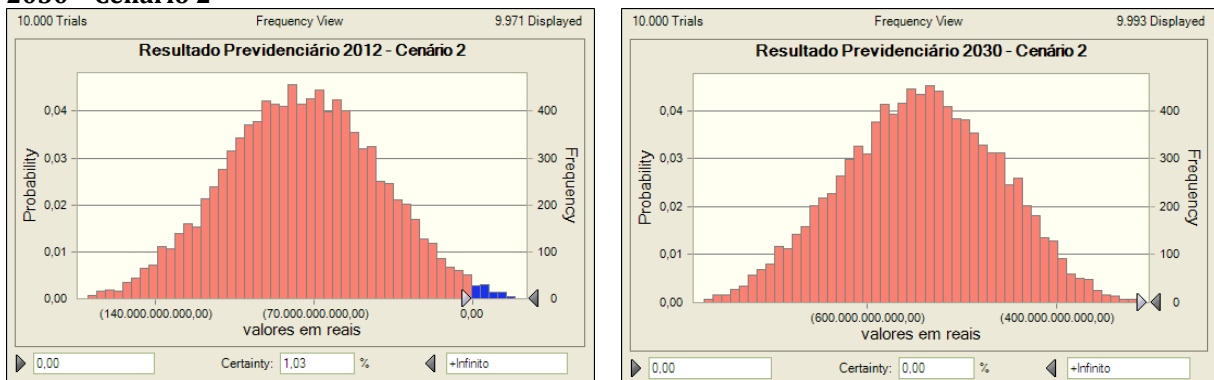 2030 - Cenário 2
10.000 Trials Frequency View 9.971 Displayed
Resultado Previdenciário 2012 - Cenário 2
Probability
0,04
0,03
0,02
0,01
0,00
400
300
200
100
0
Frequency
(140.000.000.000,00) (70.000.000.000,00) 0,00
valores em reais
0,00 Certainty: 1,03 % +Infinito
10.000 Trials Frequency View 9.993 Displayed
Resultado Previdenciário 2030 - Cenário 2
Probability
0,04
0,03
0,02
0,01
0,00
400
300
200
100
0
Frequency
(600.000.000.000,00) (400.000.000.000,00)
valores em reais
0,00 Certainty: 0,00 % +Infinito